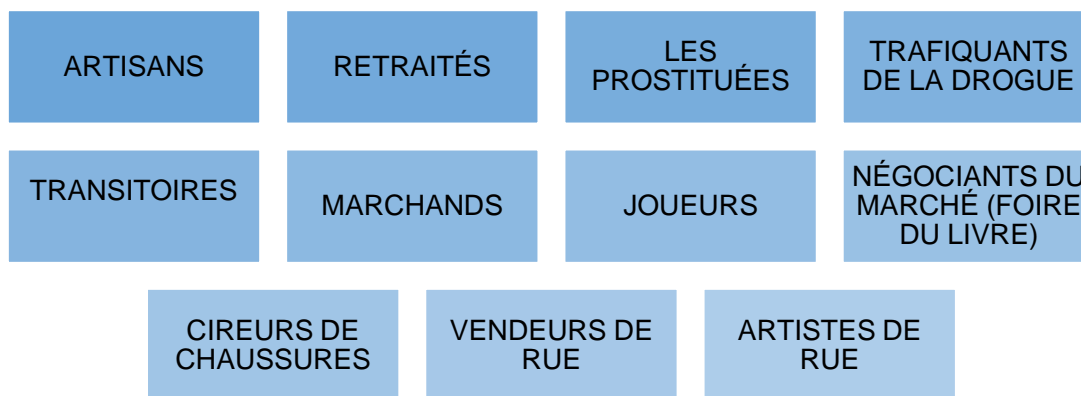 ARTISANS
RETRAITÉS
LES
PROSTITUÉES
TRAFIQUANTS
DE LA DROGUE
TRANSITOIRES
MARCHANDS
JOUEURS
NÉGOCIANTS DU
MARCHÉ (FOIRE
DU LIVRE)
CIREURS DE
CHAUSSURES
VENDEURS DE
RUE
ARTISTES DE
RUE